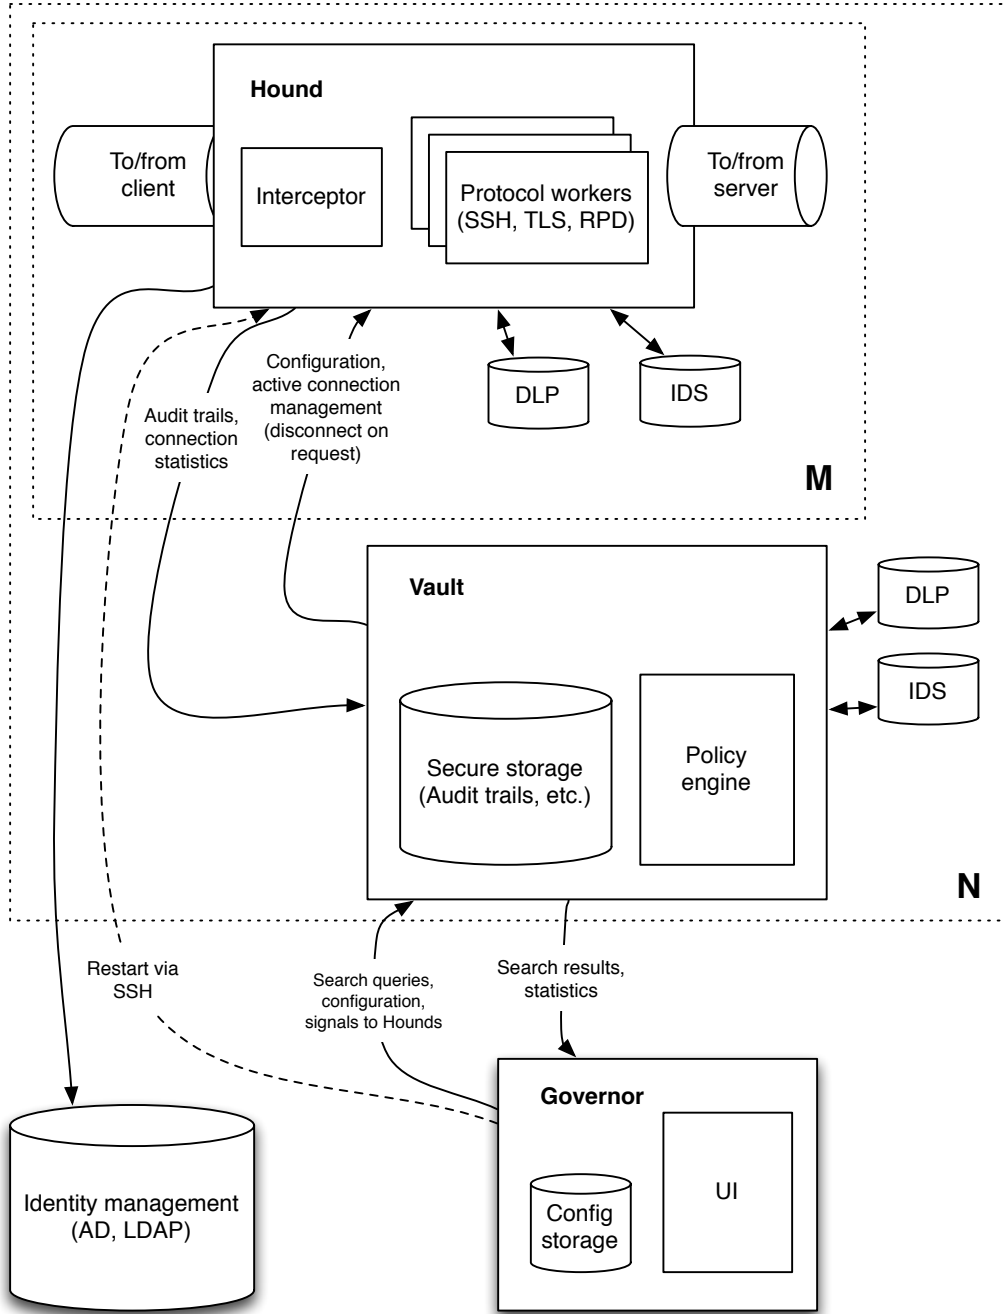 Hound
To/from
client
Interceptor
Protocol workers
(SSH, TLS, RPD)
To/from
server
Configuration,
active connection
management
(disconnect on
request)
Audit trails,
connection
statistics
DLP
IDS
M
Vault
Secure storage
(Audit trails, etc.)
Policy
engine
DLP
IDS
N
Restart via
SSH
Search queries,
configuration,
signals to Hounds
Search results,
statistics
Identity management
(AD, LDAP)
Governor
Config
storage
UI